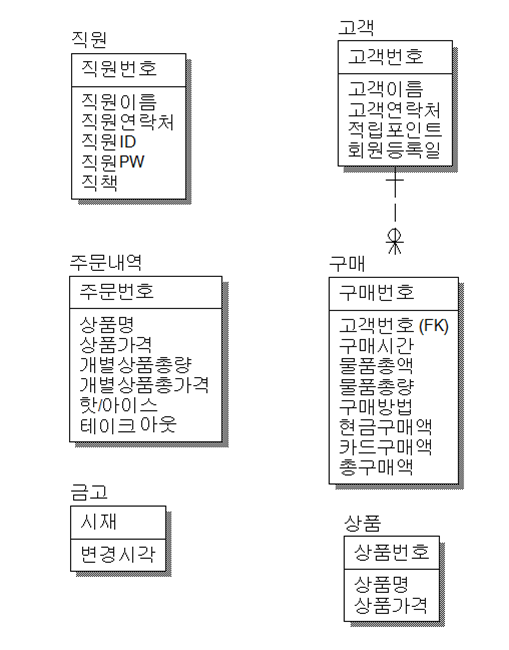 직원
직원번호
직원이름
직원연락처
직원ID
직원PW
직책
고객
고객번호
고객이름
고객연락처
적립포인트
회원등록일
주문내역
주문번호
상품명
상품가격
개별상품총량
개별상품총가격
핫/아이스
테이크아웃
구매
구매번호
고객번호 (FK)
구매시간
물품총액
물품총량
구매방법
현금구매액
카드구매액
총구매액
금고
시재
변경시각
상품
상품번호
상품명
상품가격